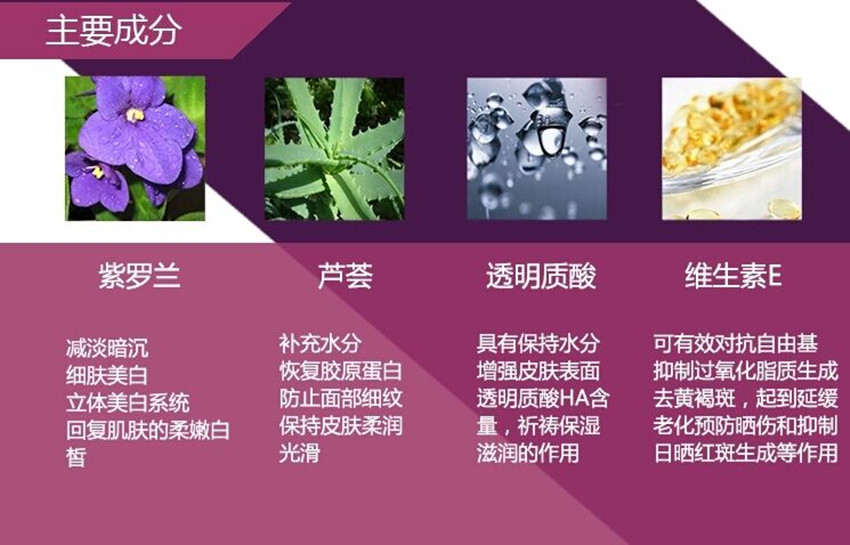 主要成分
紫罗兰
减淡暗沉
细肤美白
立体美白系统
回复肌肤的柔嫩白
皙
芦荟
补充水分
恢复胶原蛋白
防止面部细纹
保持皮肤柔润
光滑
透明质酸
具有保持水分
增强皮肤表面
透明质酸HA含
量，祈祷保湿
滋润的作用
维生素E
可有效对抗自由基
抑制过氧化脂质生成
去黄褐斑，起到延缓
老化预防晒伤和抑制
日晒红斑生成等作用